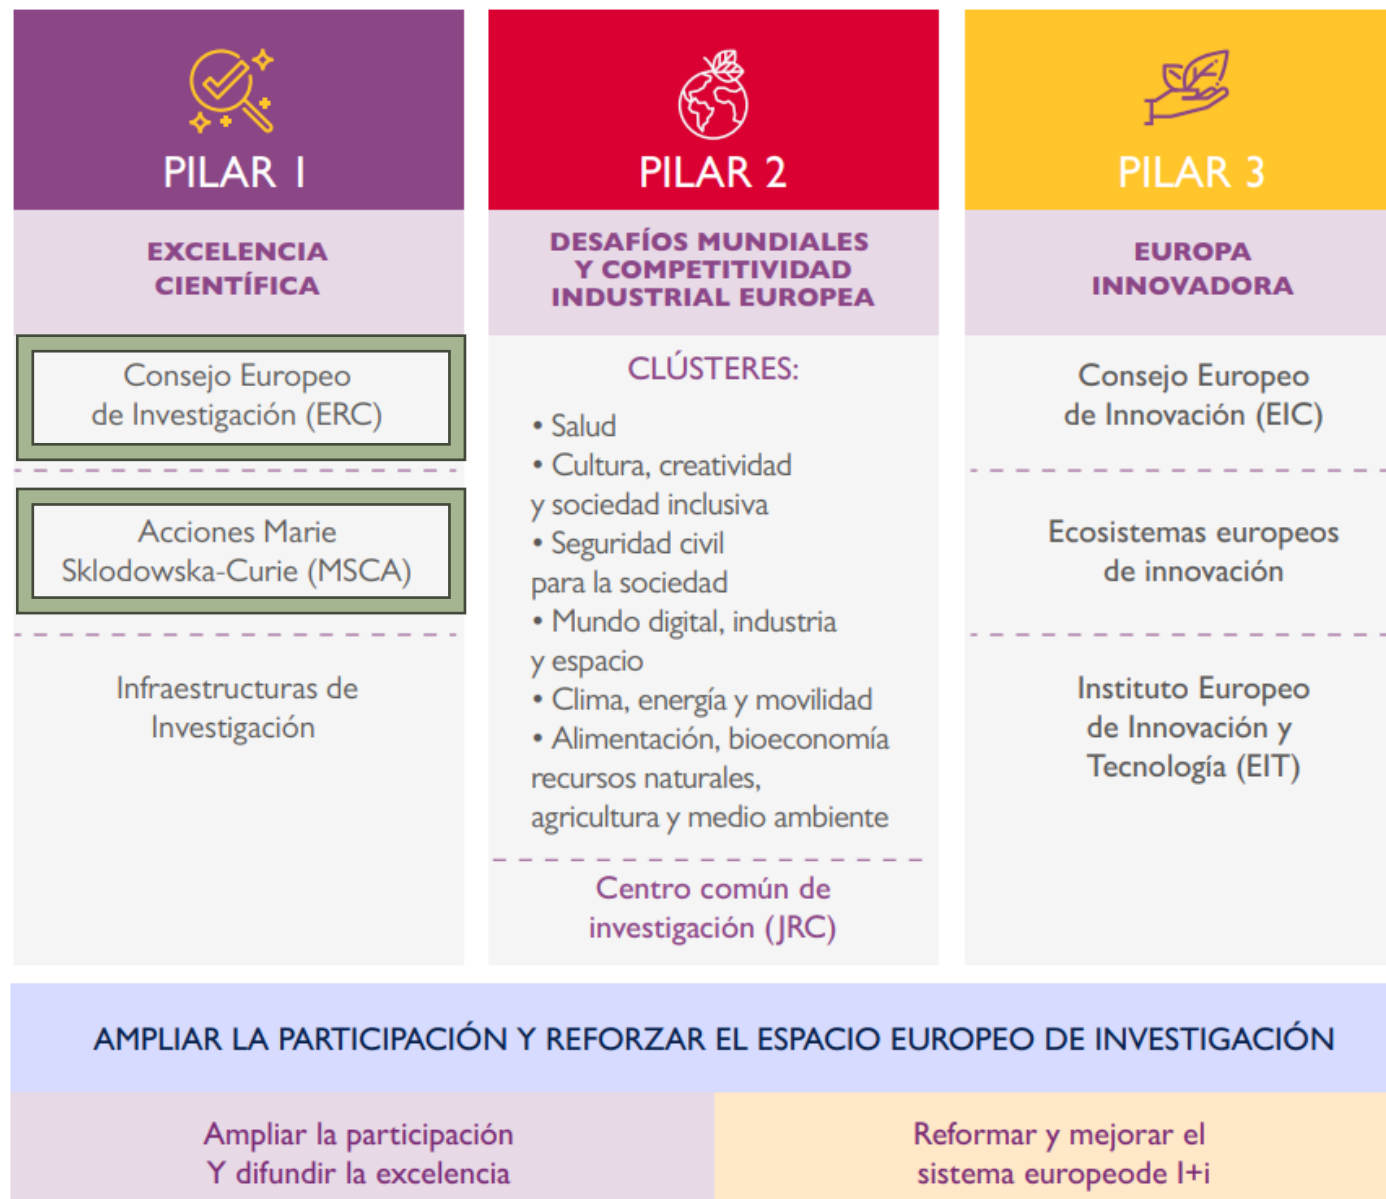 PILAR 1
EXCELENCIA
CIENTÍFICA
Consejo Europeo
de Investigación (ERC)
Acciones Marie
Sklodowska-Curie (MSCA)
Infraestructuras de
Investigación
PILAR 2
DESAFÍOS MUNDIALES
Y COMPETITIVIDAD
INDUSTRIAL EUROPEA
CLÚSTERES:
• Salud
• Cultura, creatividad
y sociedad inclusiva
• Seguridad civil
para la sociedad
• Mundo digital, industria
y espacio
• Clima, energía y movilidad
• Alimentación, bioeconomía
recursos naturales,
agricultura y medio ambiente
Centro común de
investigación (JRC)
PILAR 3
EUROPA
INNOVADORA
Consejo Europeo
de Innovación (EIC)
Ecosistemas europeos
de innovación
Instituto Europeo
de Innovación y
Tecnología (EIT)
AMPLIAR LA PARTICIPACIÓN Y REFORZAR EL ESPACIO EUROPEO DE INVESTIGACIÓN
Ampliar la participación
Y difundir la excelencia
Reformar y mejorar el
sistema europeode I+i